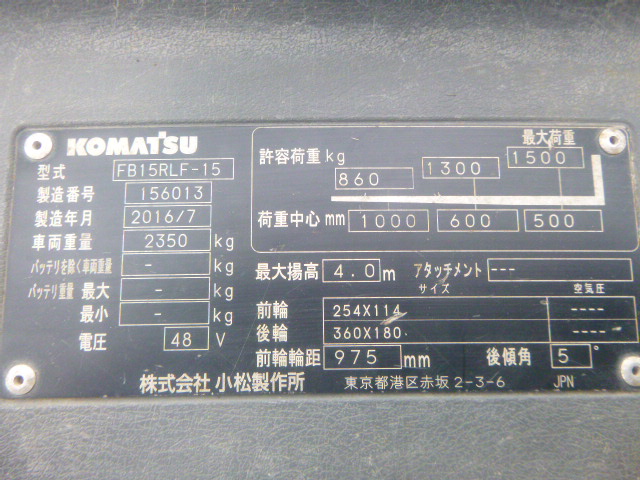 KOMATSU
型式 FB15RLF-15
製造番号 156013
製造年月 2016/7
車両重量 2350 kg
バッテリを除く車両重量 - kg
バッテリ重量 最大 - kg
最小 - kg
電圧 48 V
最大荷重
許容荷重 kg 860 1300 1500
荷重中心 mm 1000 600 500
最大揚高 4.0 m アタッチメント ---
サイズ 空気圧
前輪 254X114 ----
後輪 360X180 ----
前輪輪距 975 mm 後傾角 5 °
株式会社 小松製作所 東京都港区赤坂 2-3-6 JPN